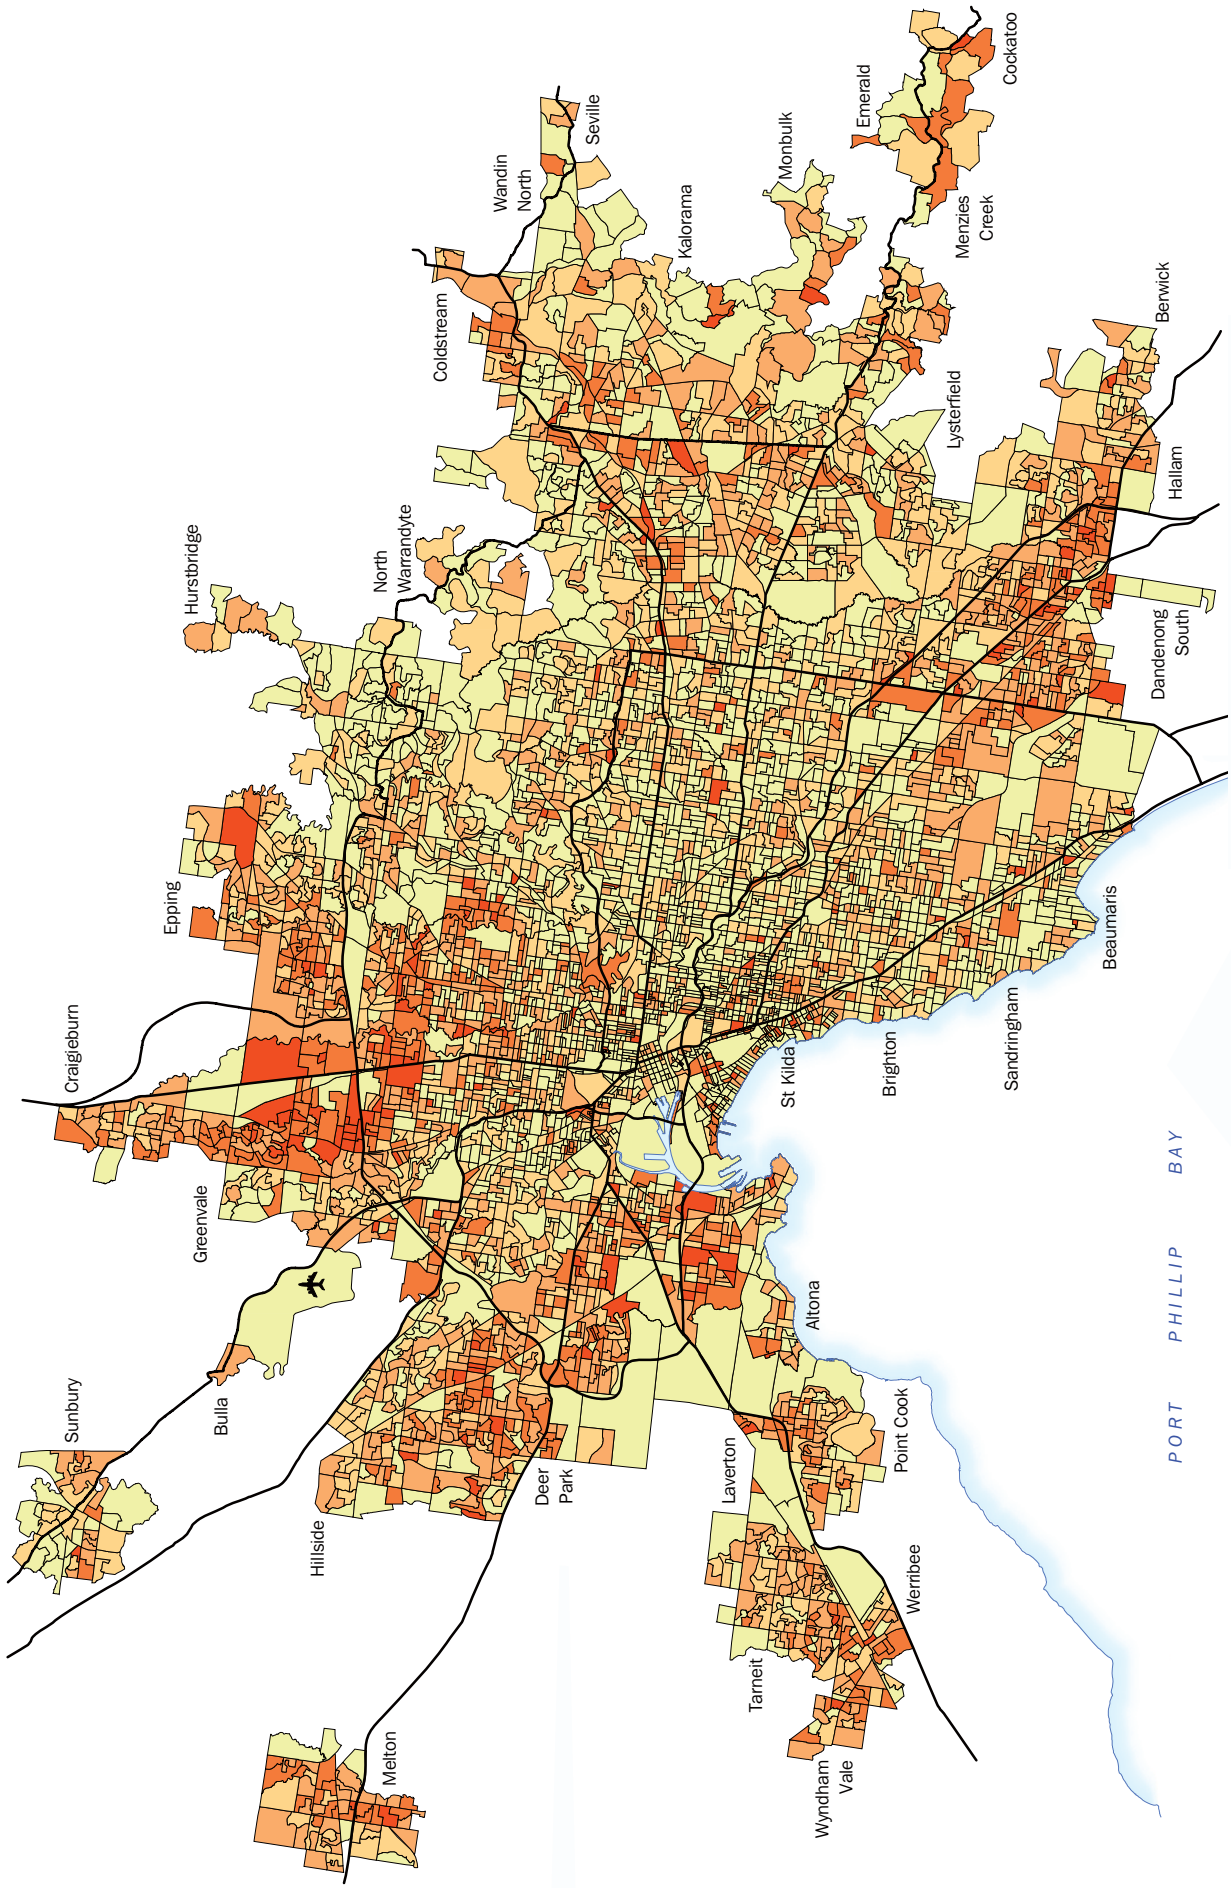 Cockatoo
Emerald
Seville
Monbulk
Wandin
North
Kalorama
Menzies
Creek
Berwick
Coldstream
Lysterfield
Hallam
Hurstbridge
North
Warrandyte
Dandenong
South
Epping
Beaumaris
Craigieburn
Sandringham
Brighton
St Kilda
Greenvale
PORT PHILLIP BAY
Altona
Bulla
Sunbury
Point Cook
Laverton
Deer
Park
Hillside
Werribee
Tarneit
Melton
Wyndham
Vale